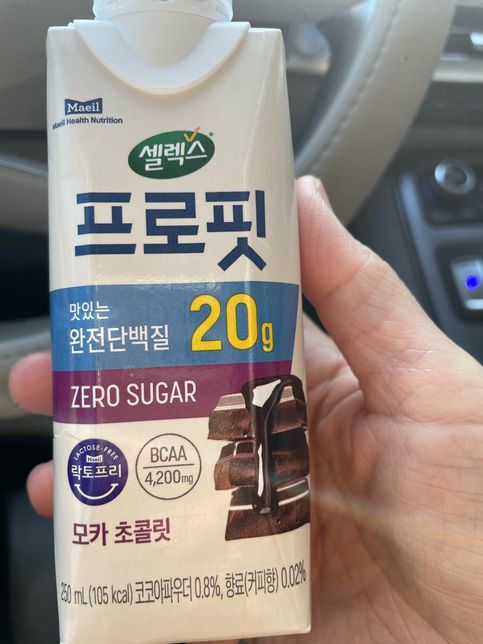 Maeil
Maeil Health Nutrition
셀렉스
프로핏
맛있는
완전단백질 20g
ZERO SUGAR
LACTOSE-FREE
Maeil
락토프리
BCAA
4,200mg
모카 초콜릿
250 mL (105 kcal) 코코아파우더 0.8%, 향료(커피향) 0.02%